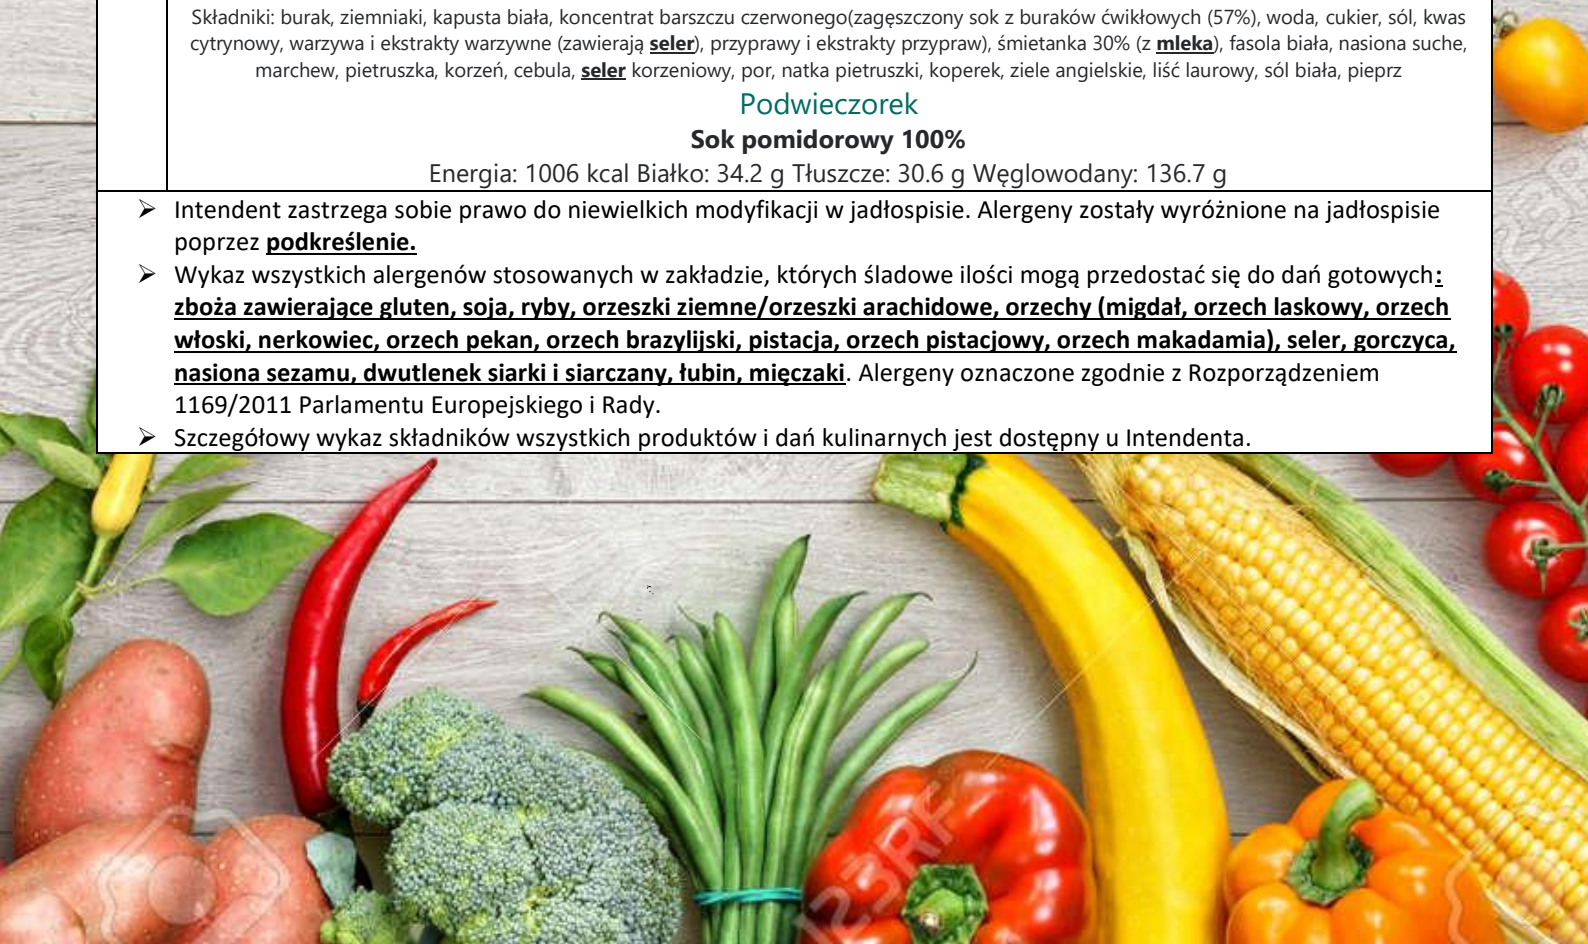 Składniki: burak, ziemniaki, kapusta biała, koncentrat barszczu czerwonego(zagęszczony sok z buraków ćwikłowych (57%), woda, cukier, sól, kwas
cytrynowy, warzywa i ekstrakty warzywne (zawierają seler), przyprawy i ekstrakty przypraw), śmietanka 30% (z mleka), fasola biała, nasiona suche,
marchew, pietruszka, korzeń, cebula, seler korzeniowy, por, natka pietruszki, koperek, ziele angielskie, liść laurowy, sól biała, pieprz
Podwieczorek
Sok pomidorowy 100%
Energia: 1006 kcal Białko: 34.2 g Tłuszcze: 30.6 g Węglowodany: 136.7 g
➢ Intendent zastrzega sobie prawo do niewielkich modyfikacji w jadłospisie. Alergeny zostały wyróżnione na jadłospisie
poprzez podkreślenie.
➢ Wykaz wszystkich alergenów stosowanych w zakładzie, których śladowe ilości mogą przedostać się do dań gotowych:
zboża zawierające gluten, soja, ryby, orzeszki ziemne/orzeszki arachidowe, orzechy (migdał, orzech laskowy, orzech
włoski, nerkowiec, orzech pekan, orzech brazylijski, pistacja, orzech pistacjowy, orzech makadamia), seler, gorczyca,
nasiona sezamu, dwutlenek siarki i siarczany, łubin, mięczaki. Alergeny oznaczone zgodnie z Rozporządzeniem
1169/2011 Parlamentu Europejskiego i Rady.
➢ Szczegółowy wykaz składników wszystkich produktów i dań kulinarnych jest dostępny u Intendenta.
123RF